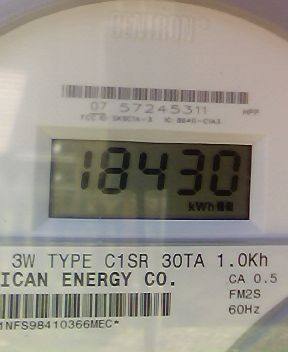 07 57245311 MPP
18430
kWh
3W TYPE C1SR 30TA 1.0Kh
ICAN ENERGY CO. CA 0.5
FM2S
60Hz
1NFS98410366MEC*